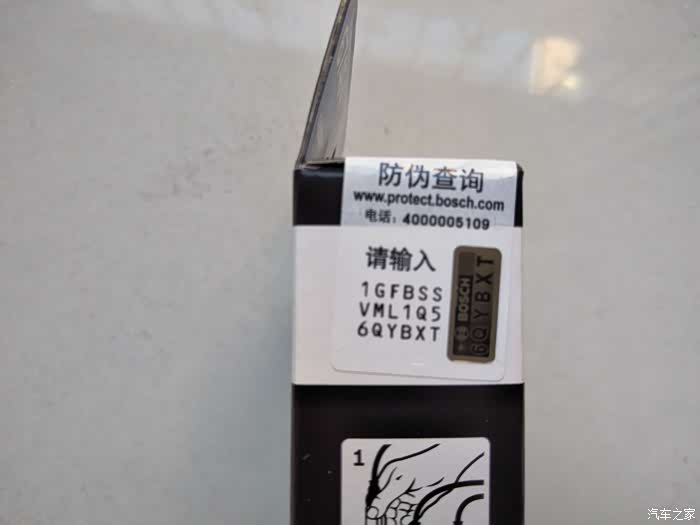 防伪查询
www.protect.bosch.com
电话：4000005109
请输入
1GFBSS
VML1Q5
6QYBXT
BOSCH
6QYBXT
1
汽车之家